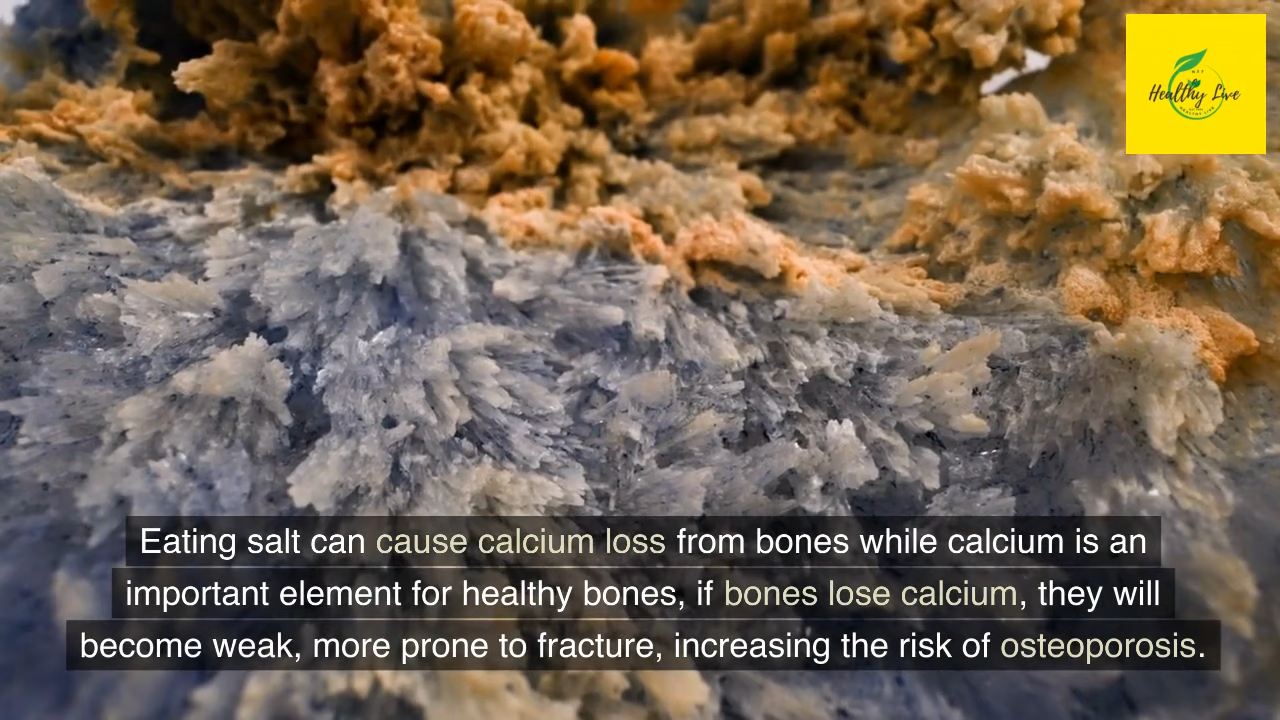 Healthy Live
Eating salt can cause calcium loss from bones while calcium is an
important element for healthy bones, if bones lose calcium, they will
become weak, more prone to fracture, increasing the risk of osteoporosis.